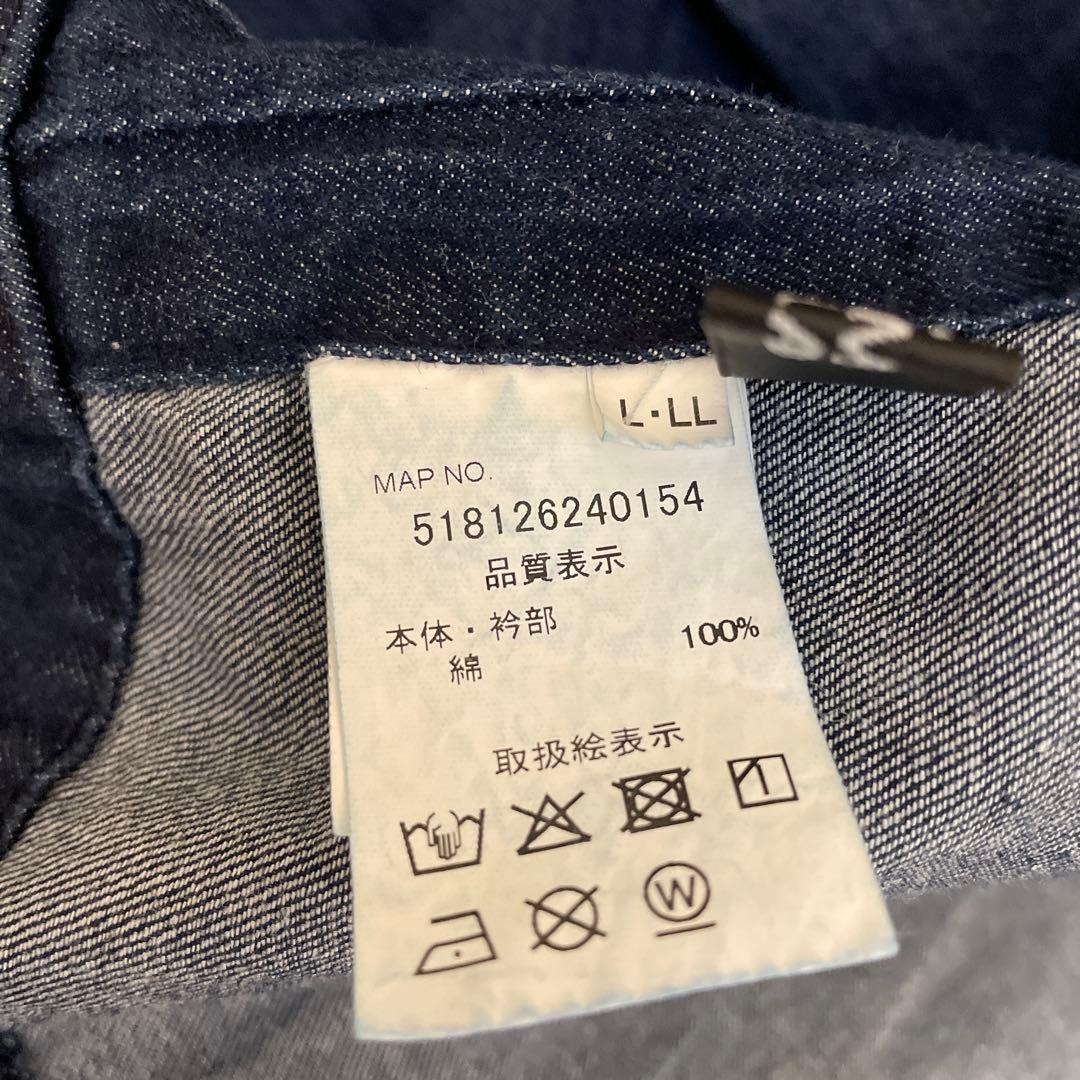 L・LL
MAP NO.
518126240154
品質表示
本体・衿部
綿 100%
取扱絵表示
W